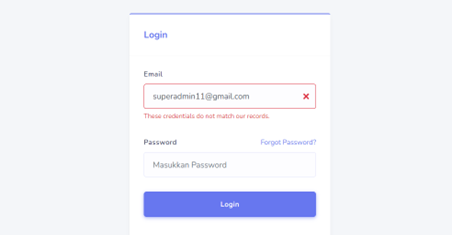 Login
Email
superadmin11@gmail.com
These credentials do not match our records.
Password Forgot Password?
Masukkan Password
Login